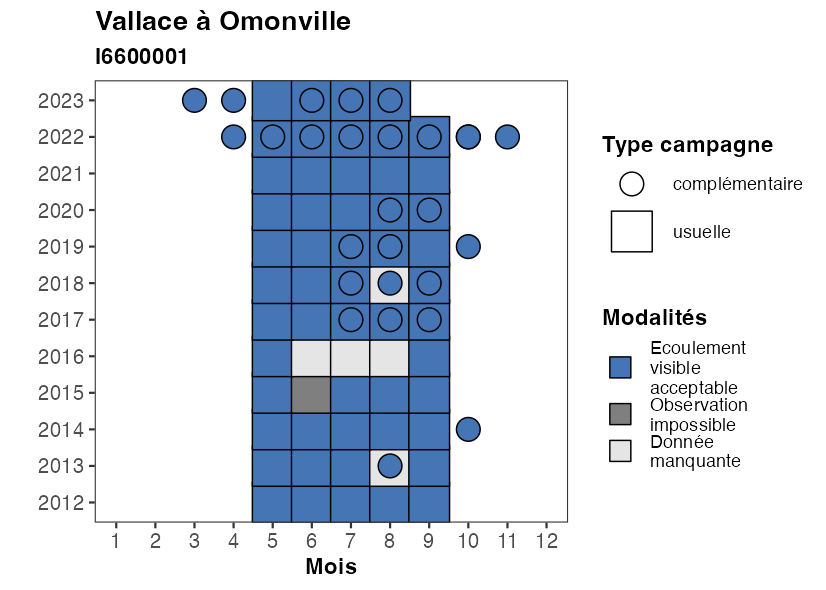 Vallace à Omonville
I6600001
2023
2022
2021
2020
2019
2018
2017
2016
2015
2014
2013
2012
1 2 3 4 5 6 7 8 9 10 11 12
Mois
Type campagne
complémentaire
usuelle
Modalités
Ecoulement
visible
acceptable
Observation
impossible
Donnée
manquante